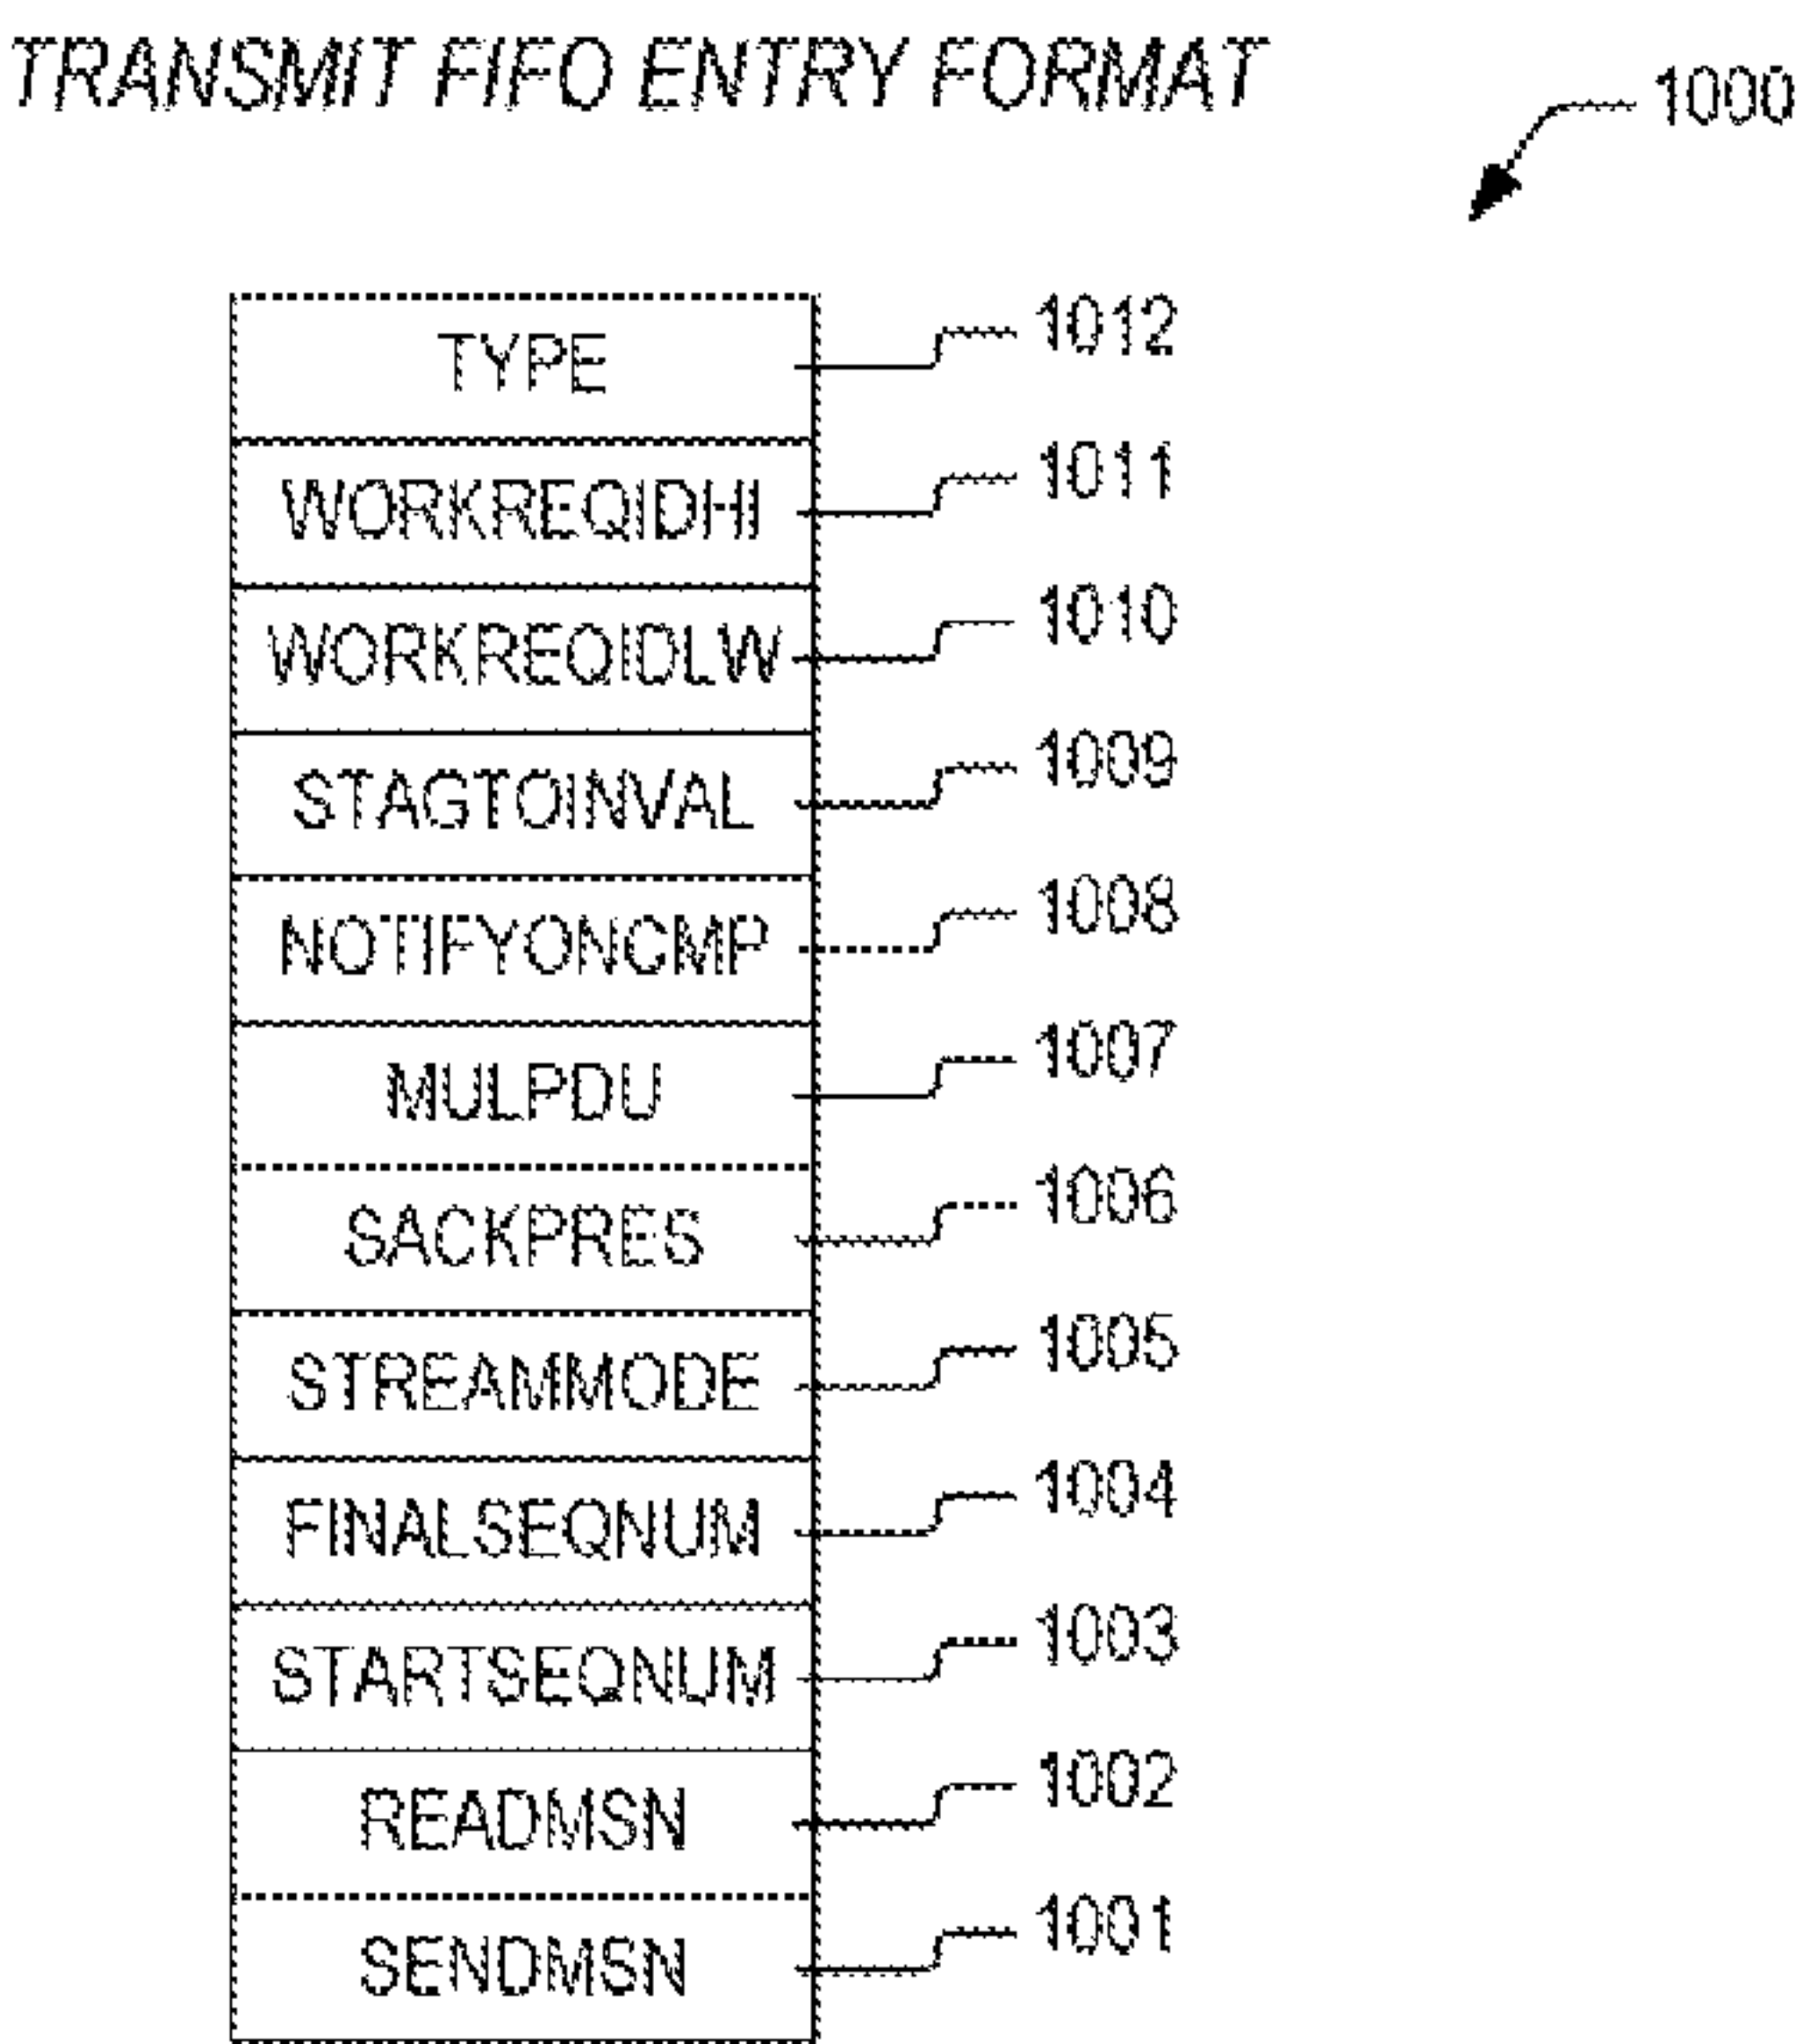 TRANSMIT FIFO ENTRY FORMAT
1000
TYPE 1012
WORKREQIDHI 1011
WORKREQIDLW 1010
STAGTOINVAL 1009
NOTIFYONCMP 1008
MULPDU 1007
SACKPRES 1006
STREAMMODE 1005
FINALSEQNUM 1004
STARTSEQNUM 1003
READMSN 1002
SENDMSN 1001